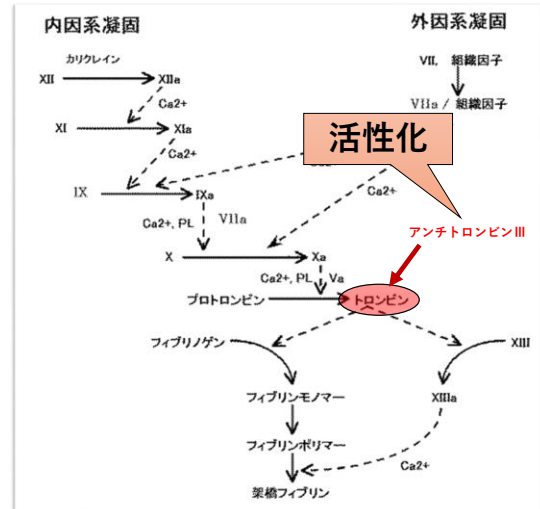 内因系凝固
外因系凝固
カリクレイン
XII
XIIa
VII, 組織因子
Ca2+
VIIa / 組織因子
XI
XIa
活性化
Ca2+
IX
IXa
Ca2+
Ca2+, PL
VIIa
アンチトロンビンⅢ
X
Xa
Ca2+, PL
Va
プロトロンビン
トロンビン
フィブリノゲン
XIII
フィブリンモノマー
XIIIa
フィブリンポリマー
Ca2+
架橋フィブリン